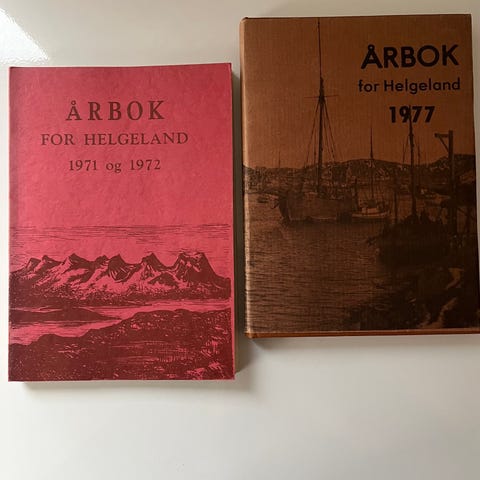 ÅRBOK
FOR HELGELAND
1971 og 1972
ÅRBOK
for Helgeland
1977